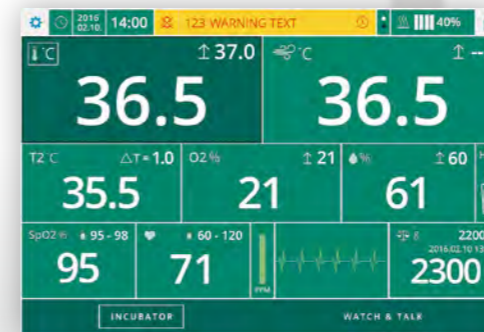 2016 02.10. 14:00 123 WARNING TEXT 40%
°C ↥ 37.0 °C ↥ --
36.5 36.5
T2 °C △T=1.0 O2 % ↥ 21 % ↥ 60
35.5 21 61
SpO2 % 95 - 98 60 - 120 g 2200
2016.02.10 13
95 71 2300
PPM
INCUBATOR WATCH & TALK